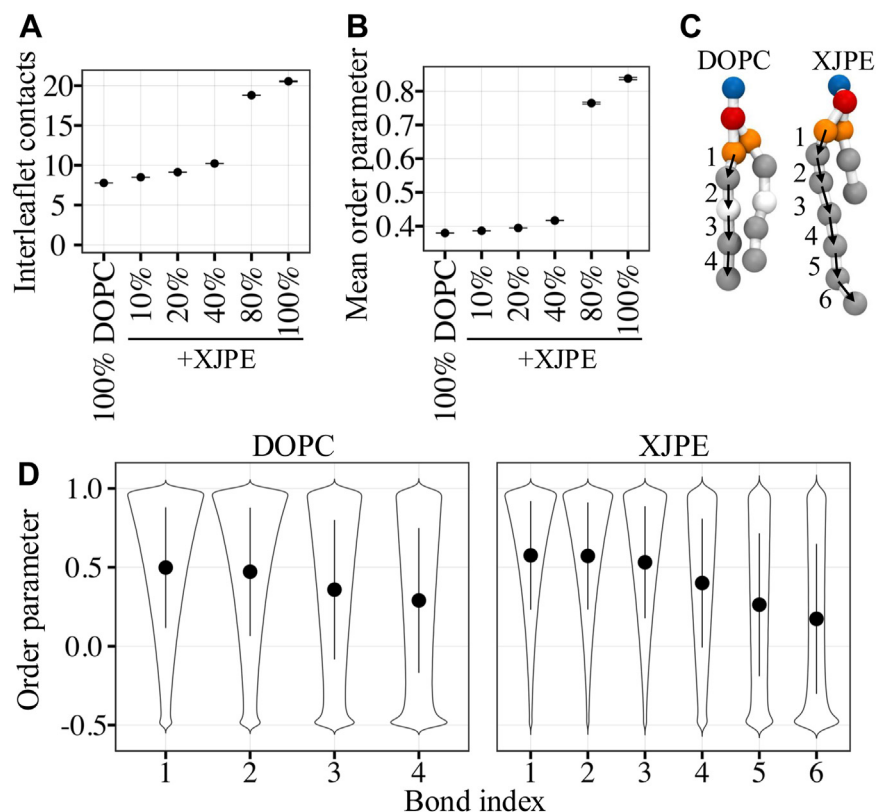 A
Interleaflet contacts
20
15
10
5
0
100% DOPC
10%
20%
40%
80%
100%
+XJPE
B
Mean order parameter
0.8
0.7
0.6
0.5
0.4
100% DOPC
10%
20%
40%
80%
100%
+XJPE
C
DOPC
1
2
3
4
XJPE
1
2
3
4
5
6
D
DOPC
XJPE
Order parameter
1.0
0.5
0.0
-0.5
1 2 3 4
1 2 3 4 5 6
Bond index